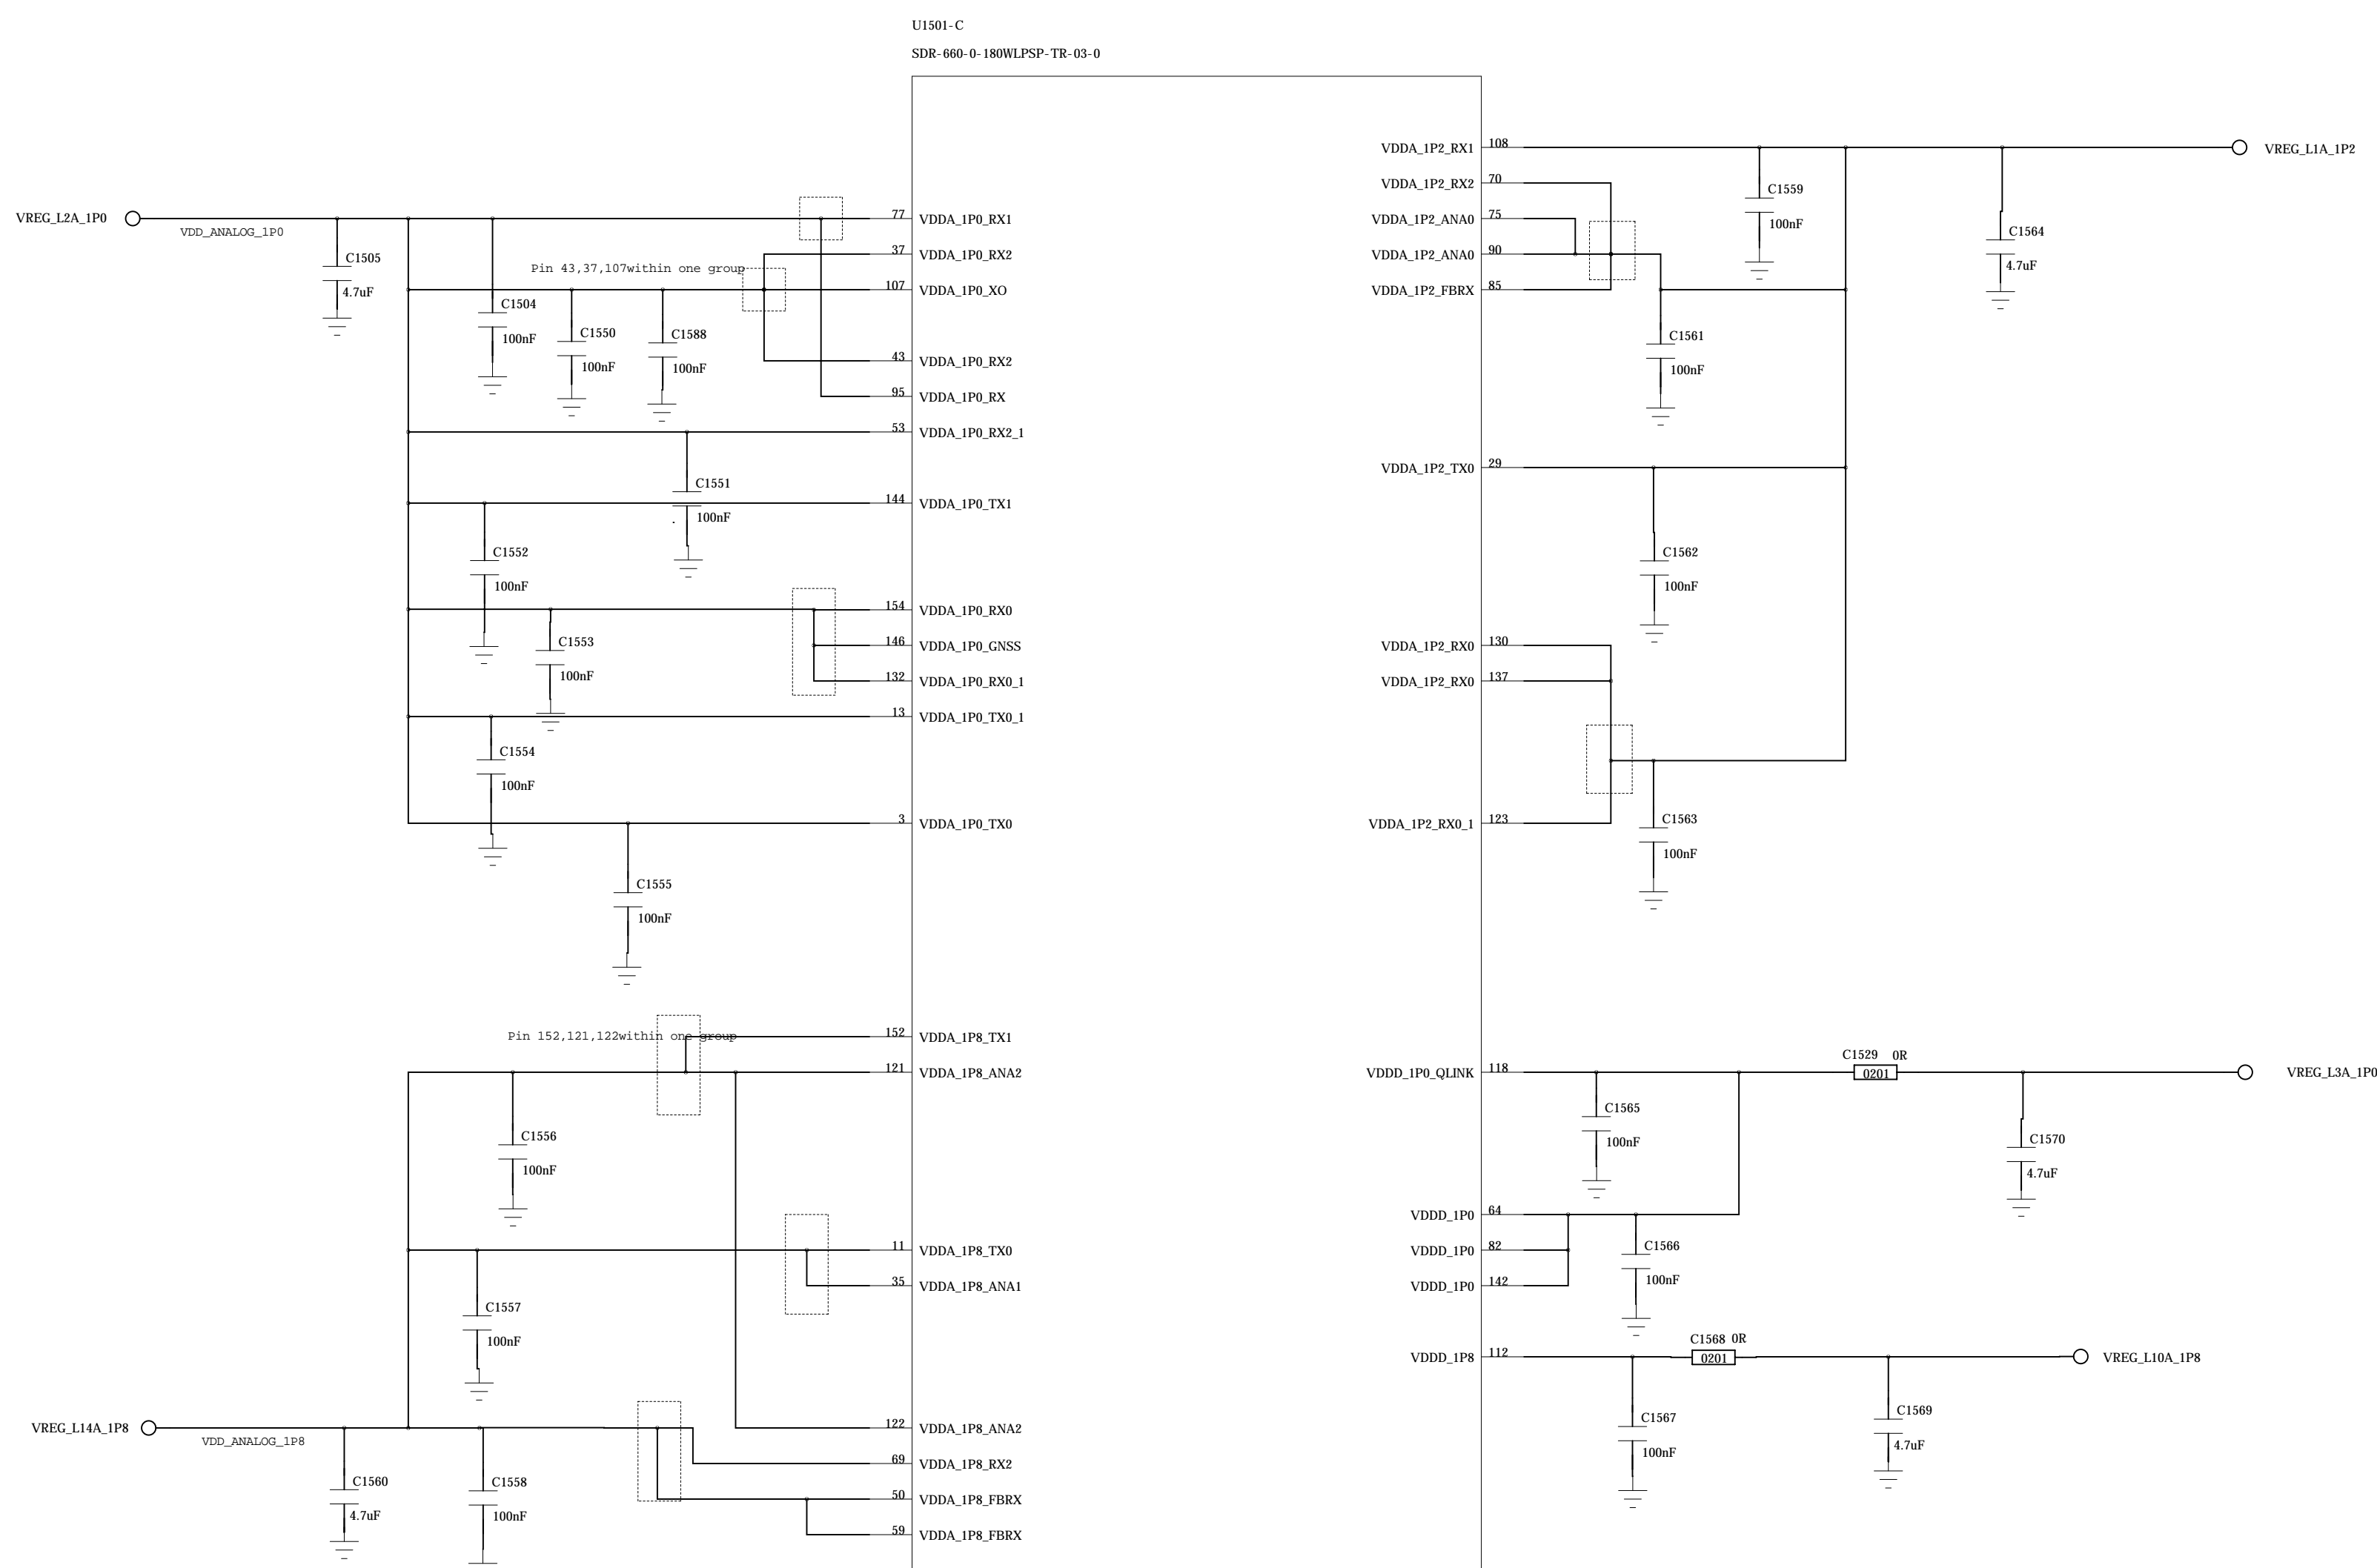 U1501-C
SDR-660-0-180WLPSP-TR-03-0
VREG_L2A_1P0
VDD_ANALOG_1P0
C1505
4.7uF
Pin 43,37,107within one group
C1504
100nF
C1550
100nF
C1588
100nF
C1551
100nF
C1552
100nF
C1553
100nF
C1554
100nF
C1555
100nF
77 VDDA_1P0_RX1
37 VDDA_1P0_RX2
107 VDDA_1P0_XO
43 VDDA_1P0_RX2
95 VDDA_1P0_RX
53 VDDA_1P0_RX2_1
144 VDDA_1P0_TX1
154 VDDA_1P0_RX0
146 VDDA_1P0_GNSS
132 VDDA_1P0_RX0_1
13 VDDA_1P0_TX0_1
3 VDDA_1P0_TX0
Pin 152,121,122within one group
152 VDDA_1P8_TX1
121 VDDA_1P8_ANA2
C1556
100nF
11 VDDA_1P8_TX0
35 VDDA_1P8_ANA1
C1557
100nF
VREG_L14A_1P8
VDD_ANALOG_1P8
C1560
4.7uF
C1558
100nF
122 VDDA_1P8_ANA2
69 VDDA_1P8_RX2
50 VDDA_1P8_FBRX
59 VDDA_1P8_FBRX
VDDA_1P2_RX1 108
VDDA_1P2_RX2 70
VDDA_1P2_ANA0 75
VDDA_1P2_ANA0 90
VDDA_1P2_FBRX 85
VREG_L1A_1P2
C1559
100nF
C1564
4.7uF
C1561
100nF
VDDA_1P2_TX0 29
C1562
100nF
VDDA_1P2_RX0 130
VDDA_1P2_RX0 137
VDDA_1P2_RX0_1 123
C1563
100nF
VDDD_1P0_QLINK 118
C1529 0R
0201
VREG_L3A_1P0
C1565
100nF
C1570
4.7uF
VDDD_1P0 64
VDDD_1P0 82
VDDD_1P0 142
C1566
100nF
VDDD_1P8 112
C1568 0R
0201
VREG_L10A_1P8
C1567
100nF
C1569
4.7uF